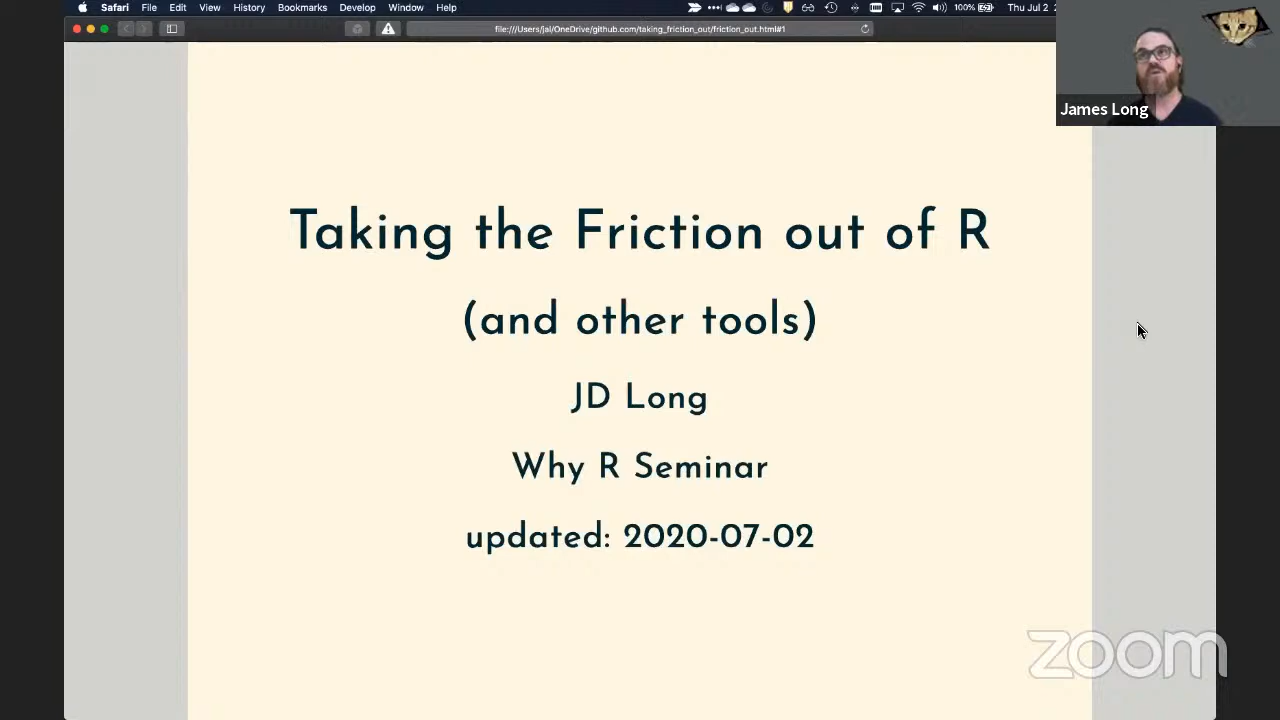 Safari File Edit View History Bookmarks Develop Window Help 100% Thu Jul 2
file:///Users/jal/OneDrive/github.com/taking_friction_out/friction_out.html#1
James Long
Taking the Friction out of R
(and other tools)
JD Long
Why R Seminar
updated: 2020-07-02
zoom